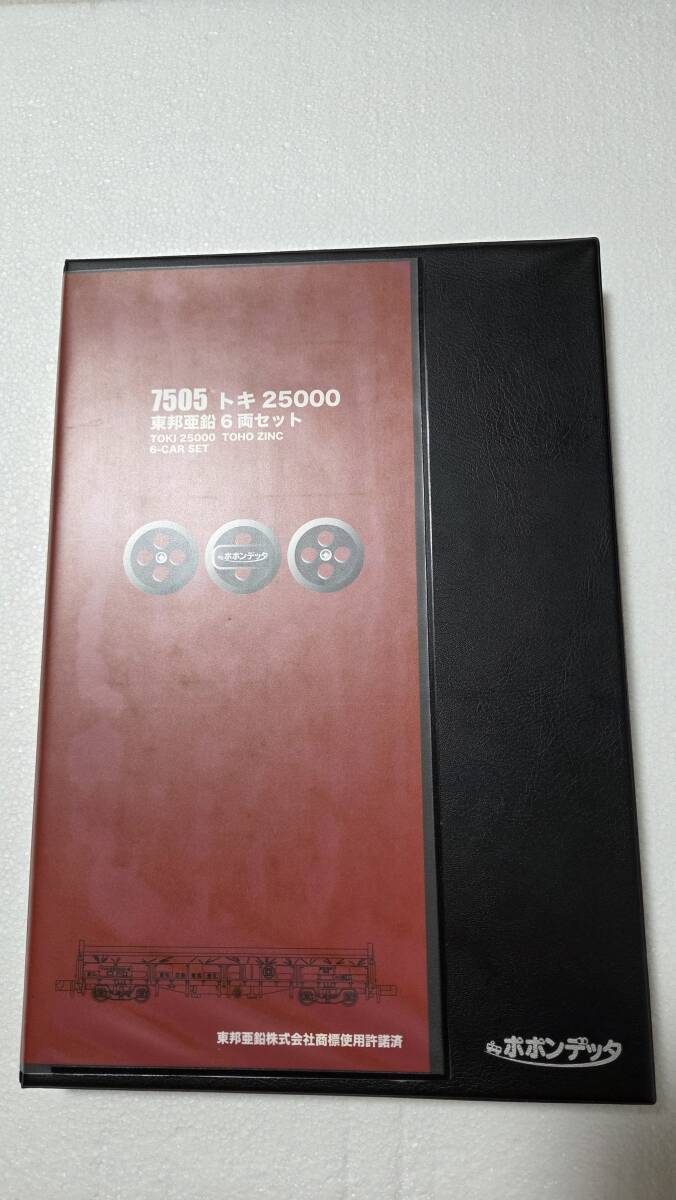 7505 トキ 25000
東邦亜鉛 6 両セット
TOKI 25000 TOHO ZINC
6-CAR SET
ポポンデッタ
東邦亜鉛株式会社商標使用許諾済
ポポンデッタ